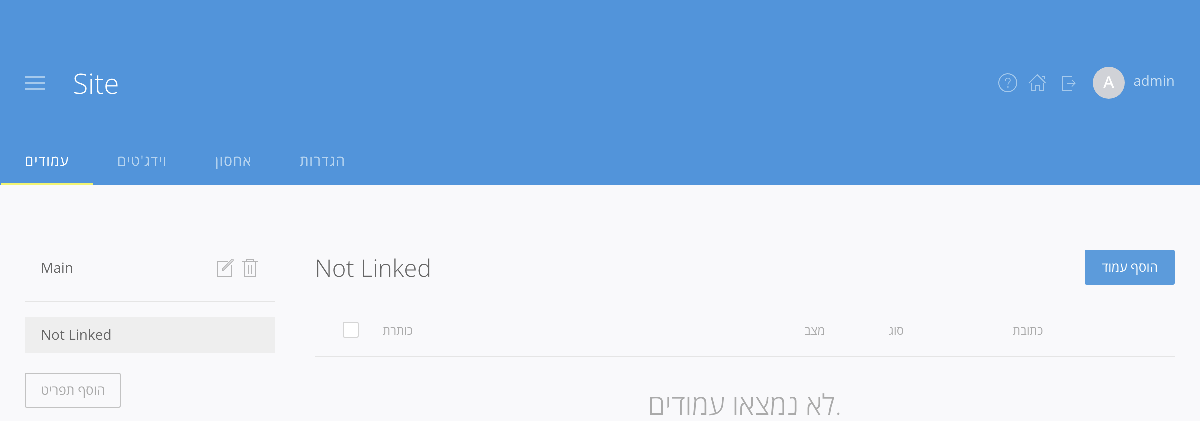 Site
A admin
עמודים וידג'טים אחסון הגדרות
Main
Not Linked
הוסף תפריט
Not Linked
הוסף עמוד
כותרת מצב סוג כתובת
לא נמצאו עמודים.